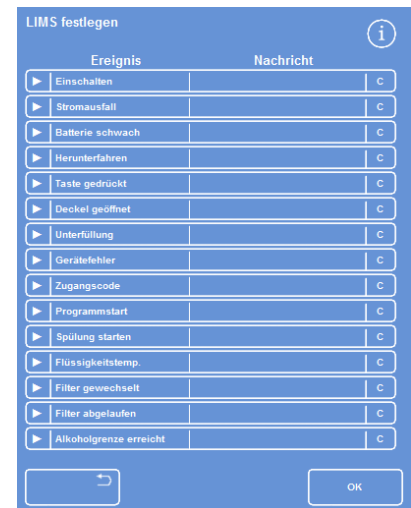 LIMS festlegen
i
Ereignis Nachricht
Einschalten C
Stromausfall C
Batterie schwach C
Herunterfahren C
Taste gedrückt C
Deckel geöffnet C
Unterfüllung C
Gerätefehler C
Zugangscode C
Programmstart C
Spülung starten C
Flüssigkeitstemp. C
Filter gewechselt C
Filter abgelaufen C
Alkoholgrenze erreicht C
OK